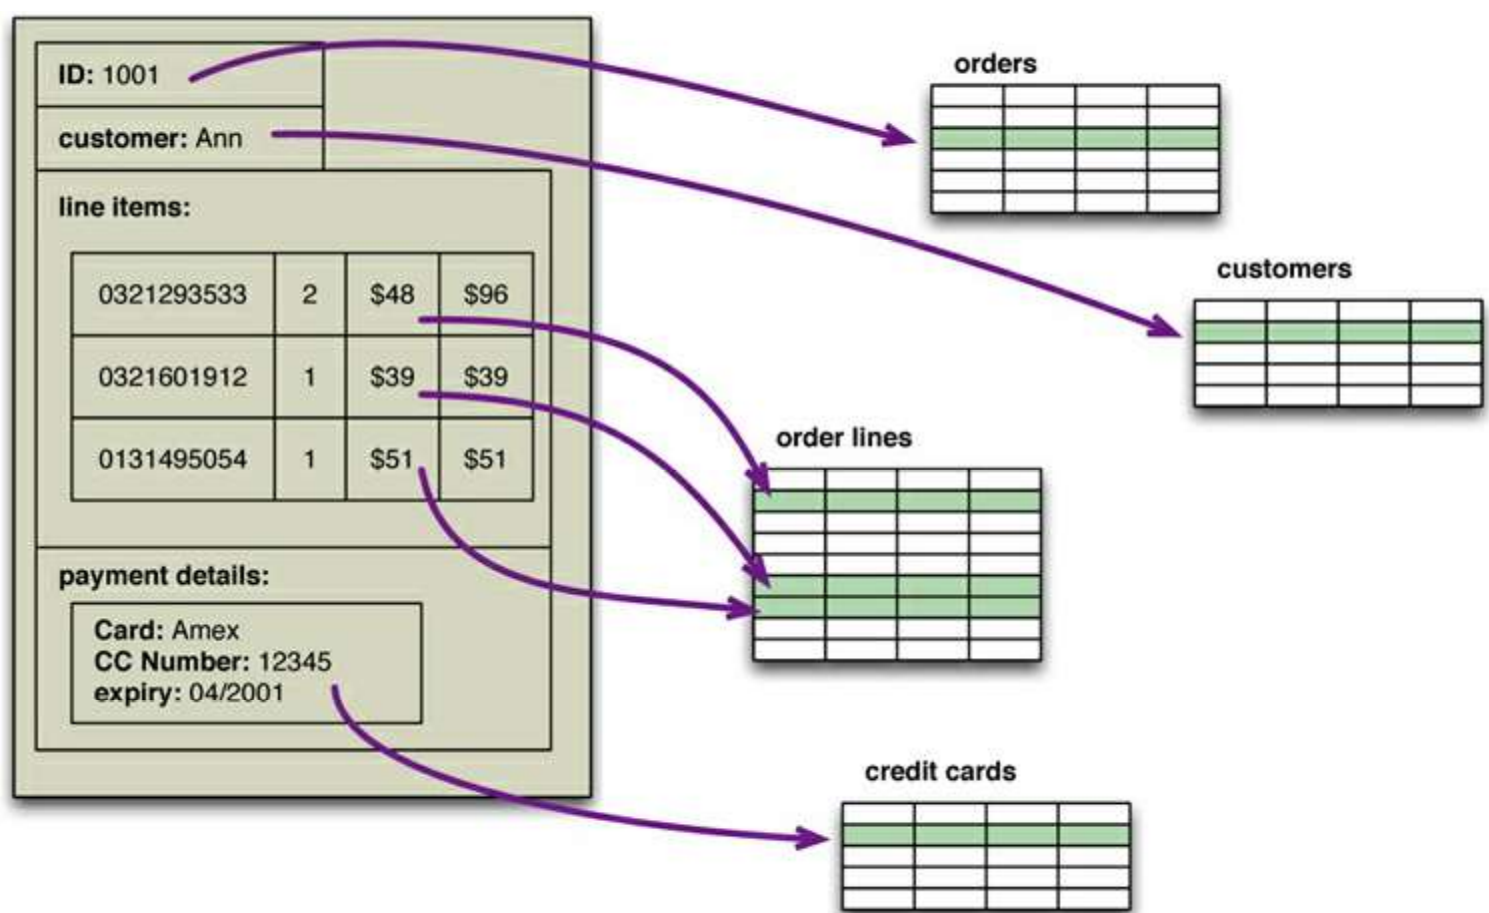 ID: 1001
customer: Ann
line items:
0321293533 2 $48 $96
0321601912 1 $39 $39
0131495054 1 $51 $51
payment details:
Card: Amex
CC Number: 12345
expiry: 04/2001
orders
customers
order lines
credit cards